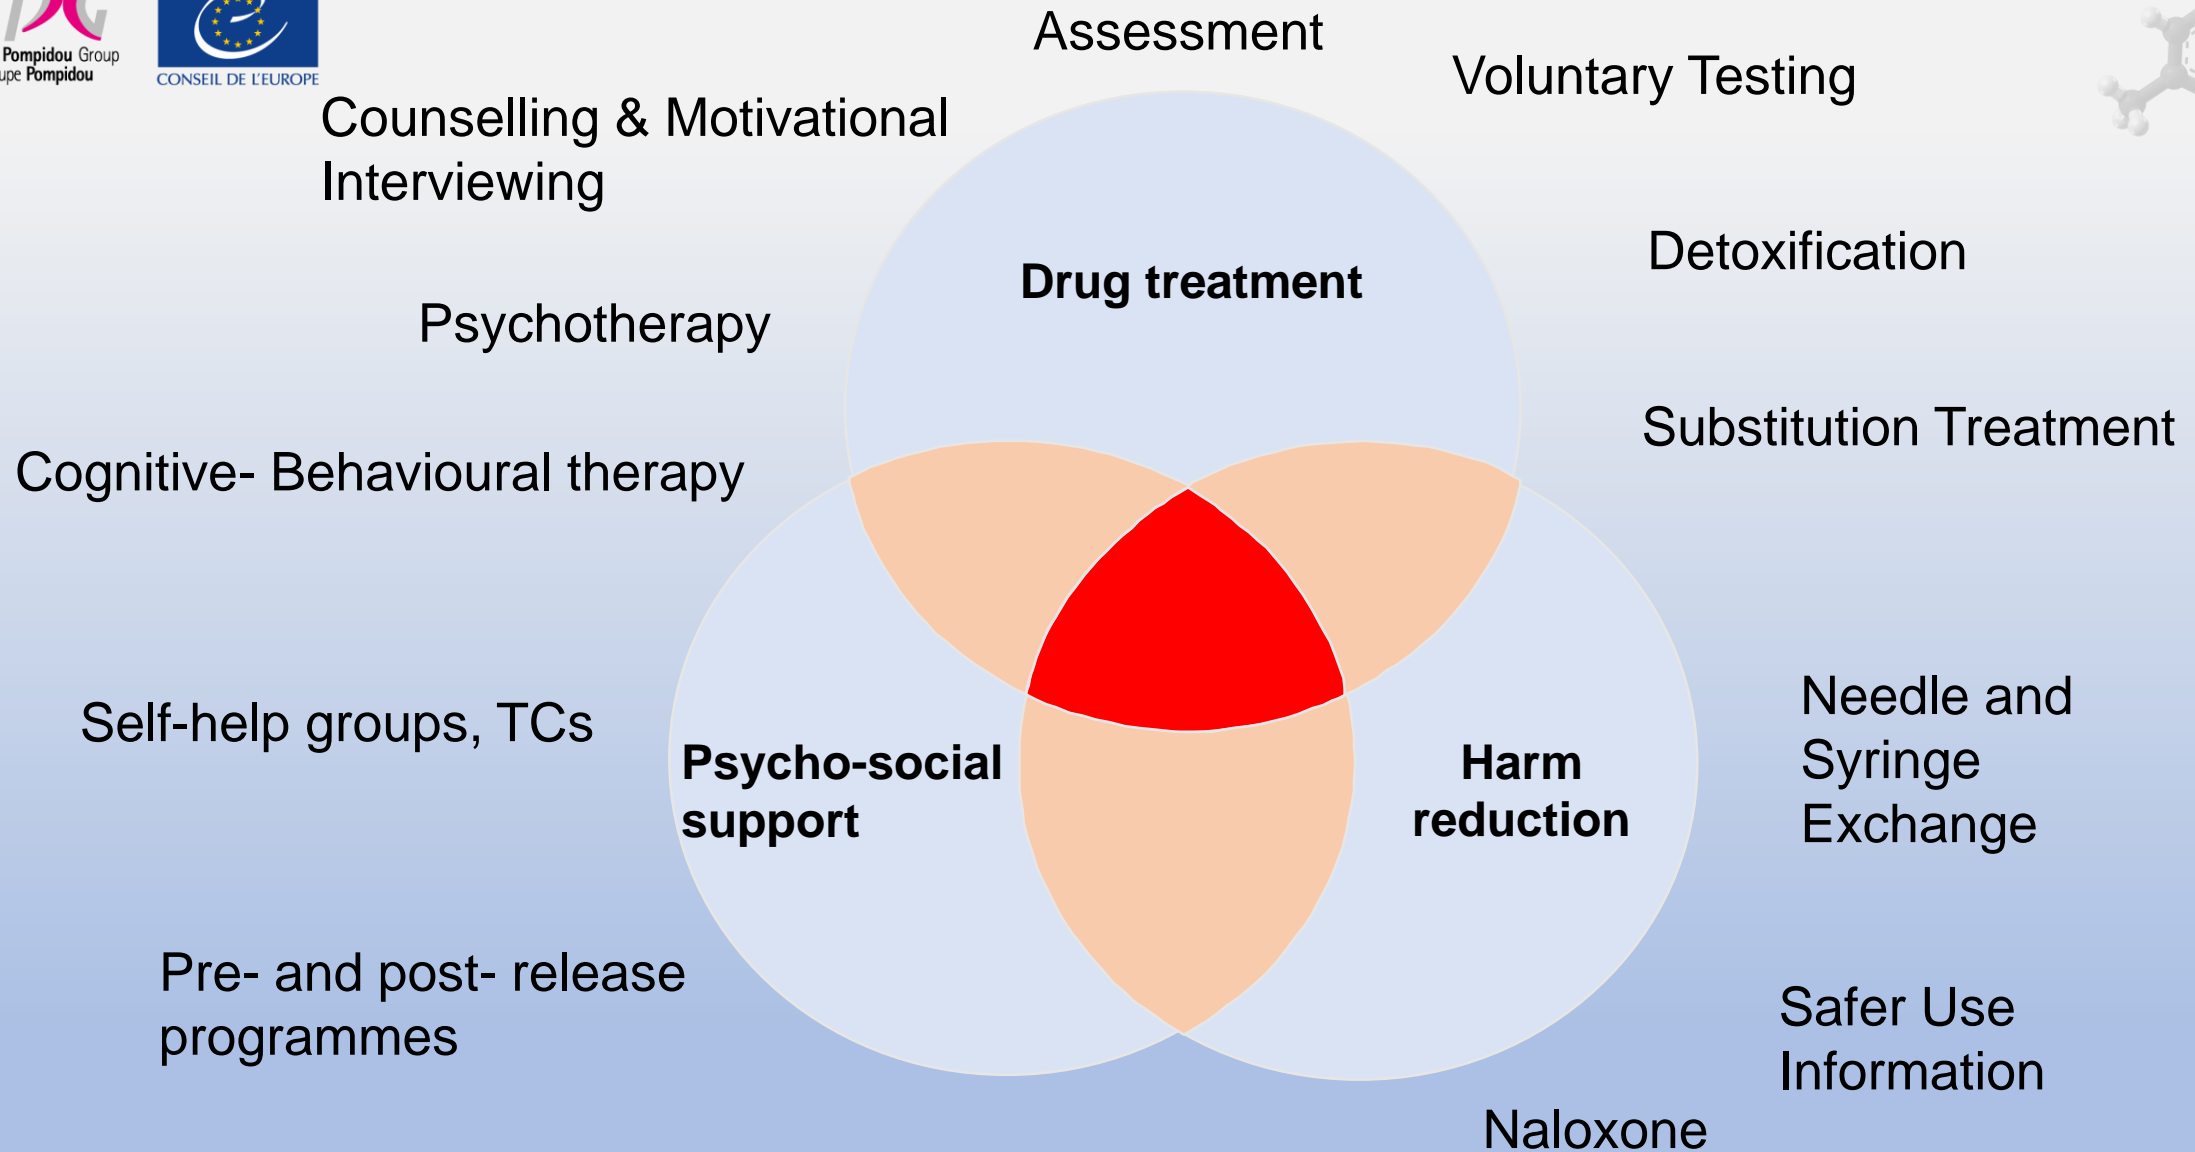 Pompidou Group
Pompidou
CONSEIL DE L'EUROPE
Assessment
Voluntary Testing
Counselling & Motivational
Interviewing
Detoxification
Drug treatment
Psychotherapy
Substitution Treatment
Cognitive- Behavioural therapy
Self-help groups, TCs
Needle and
Syringe
Exchange
Psycho-social
support
Harm
reduction
Pre- and post- release
programmes
Safer Use
Information
Naloxone